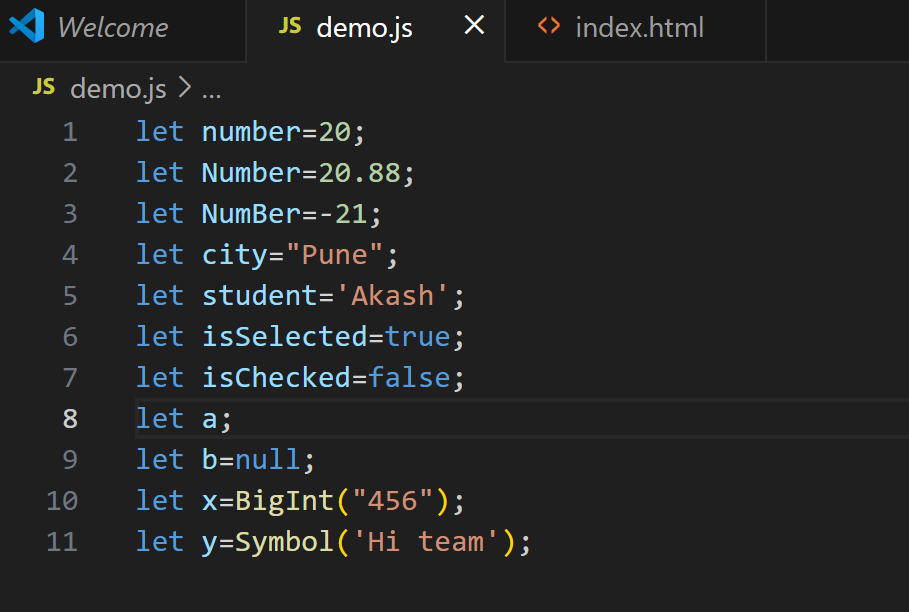 Welcome JS demo.js × <> index.html
JS demo.js > ...
1 let number=20;
2 let Number=20.88;
3 let NumBer=-21;
4 let city="Pune";
5 let student='Akash';
6 let isSelected=true;
7 let isChecked=false;
8 let a;
9 let b=null;
10 let x=BigInt("456");
11 let y=Symbol('Hi team');